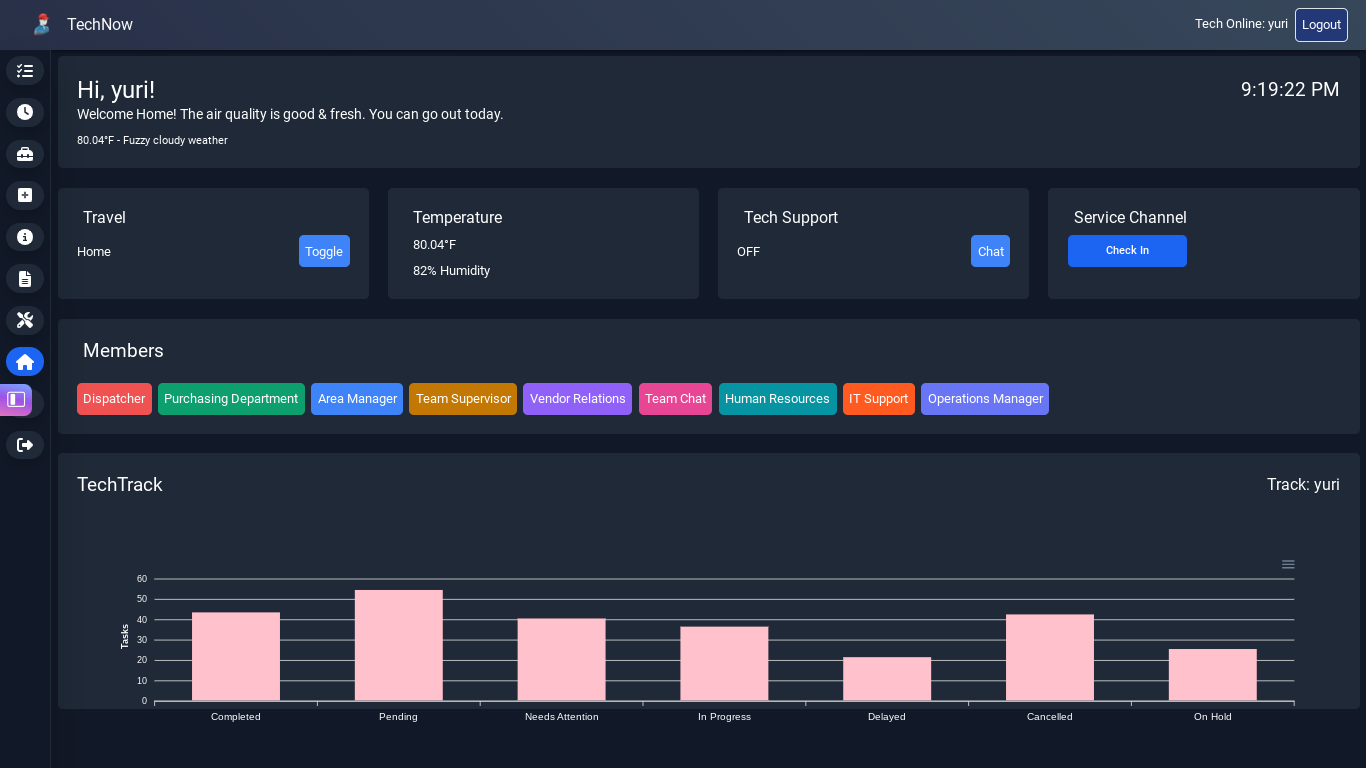 TechNow
Tech Online: yuri
Logout
Hi, yuri!
9:19:22 PM
Welcome Home! The air quality is good & fresh. You can go out today.
80.04°F - Fuzzy cloudy weather
Travel
Home
Toggle
Temperature
80.04°F
82% Humidity
Tech Support
OFF
Chat
Service Channel
Check In
Members
Dispatcher
Purchasing Department
Area Manager
Team Supervisor
Vendor Relations
Team Chat
Human Resources
IT Support
Operations Manager
TechTrack
Track: yuri
60
50
40
30
20
10
0
Tasks
Completed
Pending
Needs Attention
In Progress
Delayed
Cancelled
On Hold